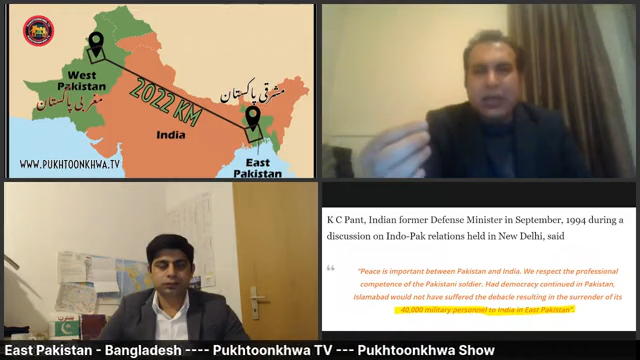 West
Pakistan
مغربی پاکستان
2022 KM
مشرقی پاکستان
India
East
Pakistan
WWW.PUKHTOONKHWA.TV
K C Pant, Indian former Defense Minister in September, 1994 during a
discussion on Indo-Pak relations held in New Delhi, said
“Peace is important between Pakistan and India. We respect the professional
competence of the Pakistani soldier. Had democracy continued in Pakistan,
Islamabad would not have suffered the debacle resulting in the surrender of its
40,000 military personnel to India in East Pakistan”.
East Pakistan - Bangladesh ---- Pukhtoonkhwa TV --- Pukhtoonkhwa Show